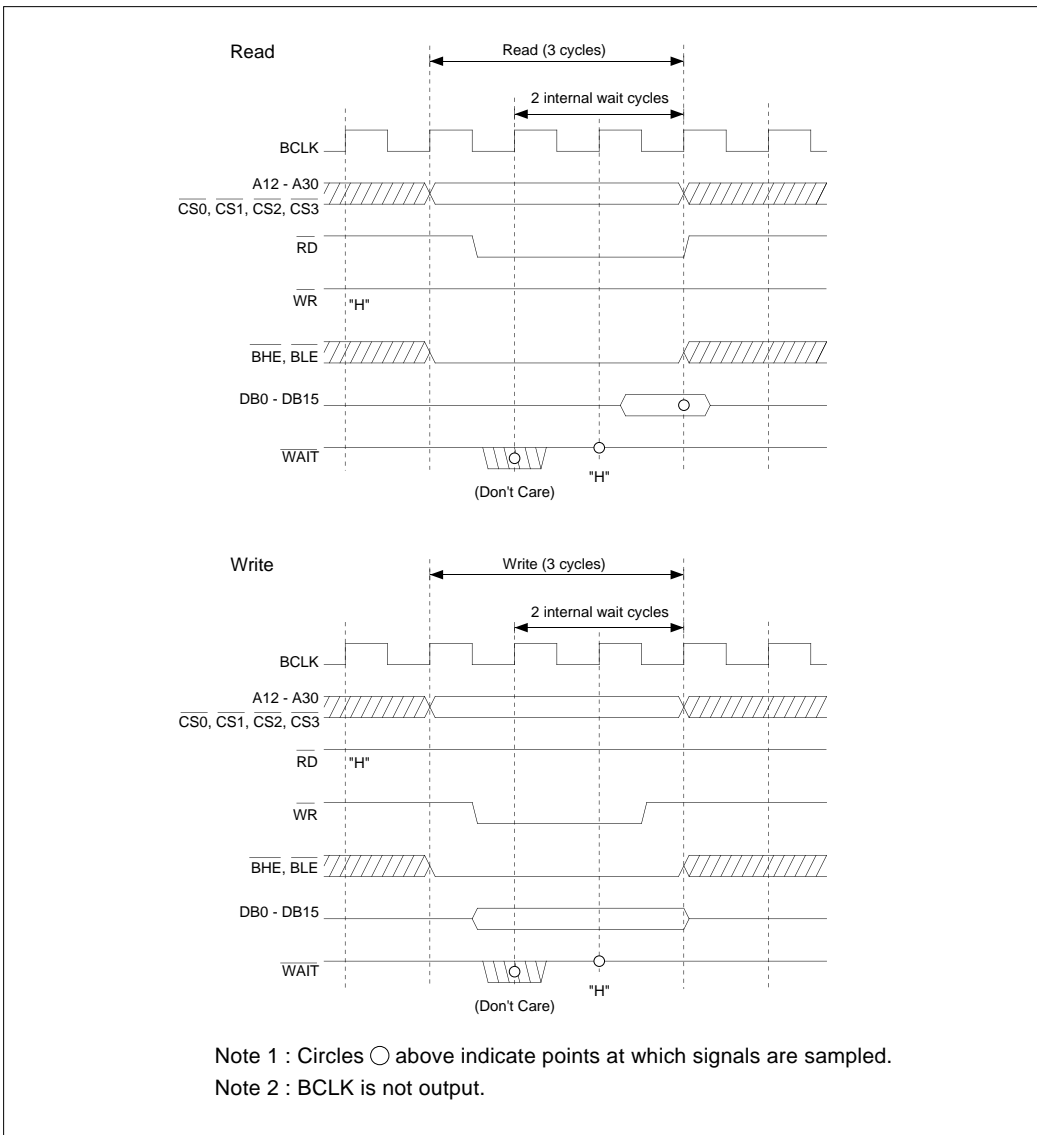 Read
Read (3 cycles)
2 internal wait cycles
BCLK
A12 - A30
CS0, CS1, CS2, CS3
RD
WR "H"
BHE, BLE
DB0 - DB15
WAIT
"H"
(Don't Care)
Write
Write (3 cycles)
2 internal wait cycles
BCLK
A12 - A30
CS0, CS1, CS2, CS3
RD "H"
WR
BHE, BLE
DB0 - DB15
WAIT
"H"
(Don't Care)
Note 1 : Circles ○ above indicate points at which signals are sampled.
Note 2 : BCLK is not output.